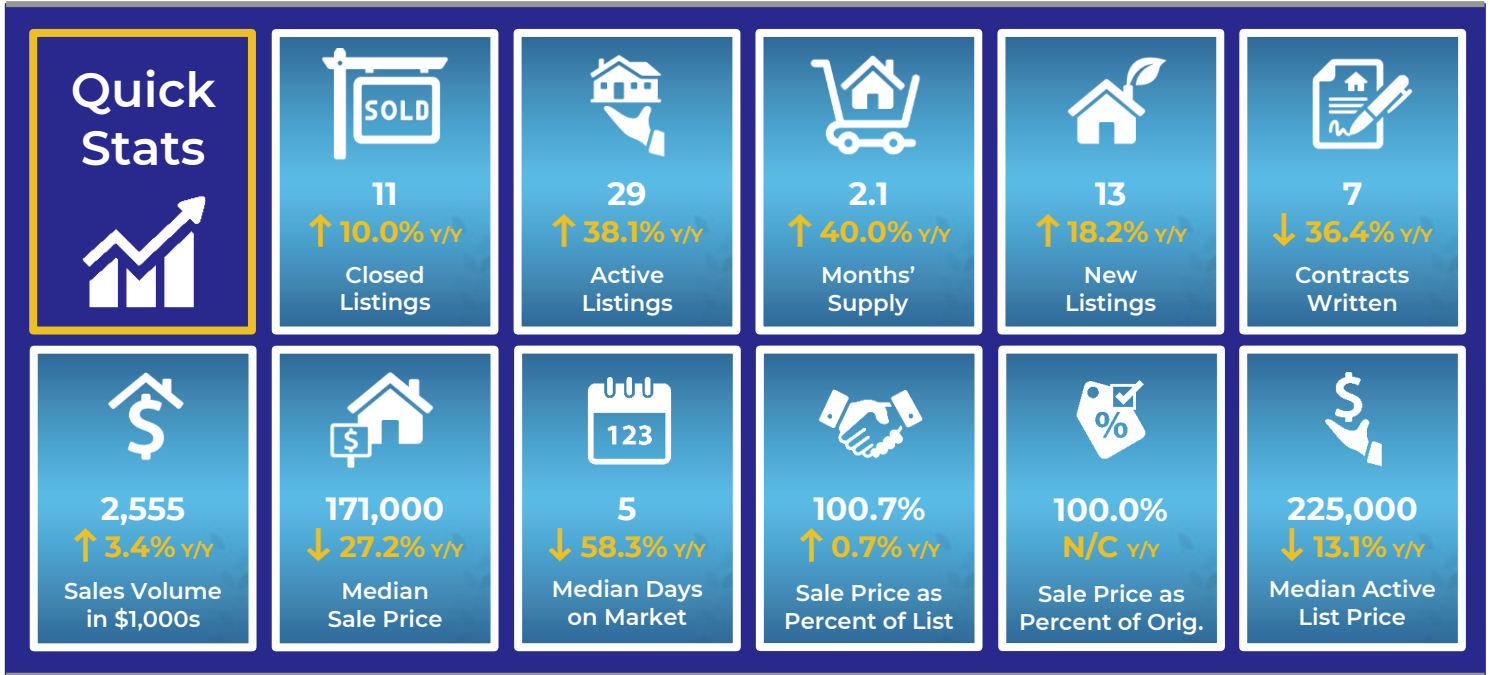 Quick
Stats
SOLD
11
↑ 10.0% Y/Y
Closed
Listings
29
↑ 38.1% Y/Y
Active
Listings
2.1
↑ 40.0% Y/Y
Months’
Supply
13
↑ 18.2% Y/Y
New
Listings
7
↓ 36.4% Y/Y
Contracts
Written
$
2,555
↑ 3.4% Y/Y
Sales Volume
in $1,000s
$
171,000
↓ 27.2% Y/Y
Median
Sale Price
123
5
↓ 58.3% Y/Y
Median Days
on Market
100.7%
↑ 0.7% Y/Y
Sale Price as
Percent of List
%
100.0%
N/C Y/Y
Sale Price as
Percent of Orig.
$
225,000
↓ 13.1% Y/Y
Median Active
List Price